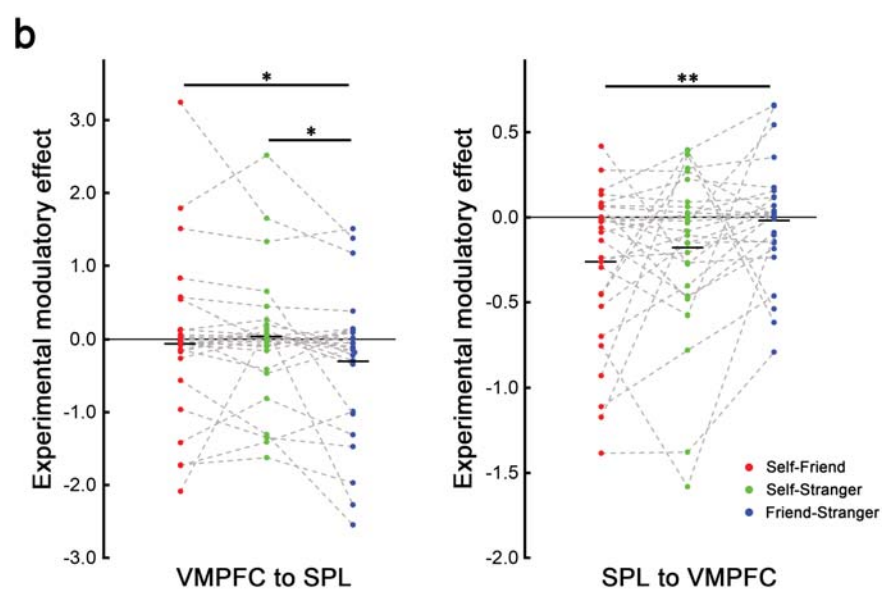 b
Experimental modulatory effect
3.0
2.0
1.0
0.0
-1.0
-2.0
-3.0
*
*
VMPFC to SPL
Experimental modulatory effect
0.5
0.0
-0.5
-1.0
-1.5
-2.0
**
Self-Friend
Self-Stranger
Friend-Stranger
SPL to VMPFC